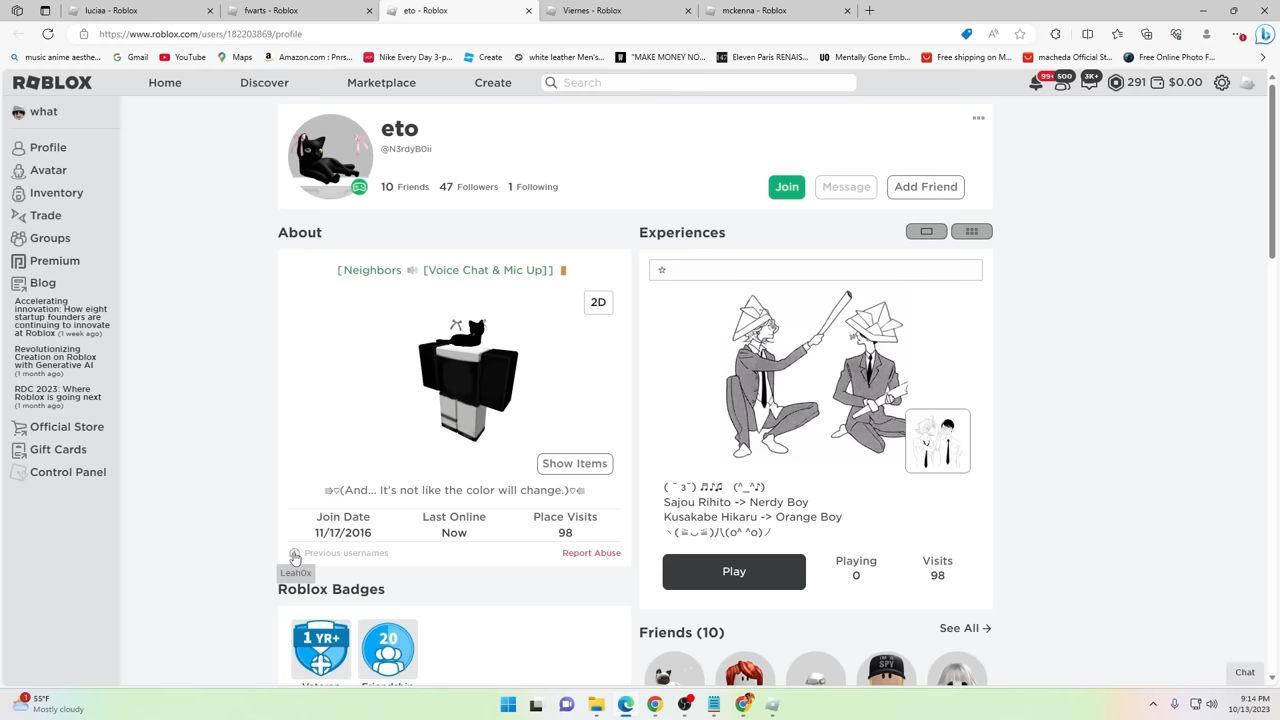 luciaa - Roblox
fwarts - Roblox
eto - Roblox
Viernes - Roblox
mckenna - Roblox
https://www.roblox.com/users/182203869/profile
music anime aesthe...
Gmail
YouTube
Maps
Amazon.comnrs...
Nike Every Day 3-p...
Create
white leather Men's...
"MAKE MONEY NO...
Eleven Paris RENAIS...
Mentally Gone Emb...
Free shipping on M...
macheda Official St...
Free Online Photo F...
ROBLOX
Home
Discover
Marketplace
Create
Search
99+
500
3K+
291
$0.00
what
Profile
Avatar
Inventory
Trade
Groups
Premium
Blog
Accelerating
innovation: How eight
startup founders are
continuing to innovate
at Roblox (1 week ago)
Revolutionizing
Creation on Roblox
with Generative AI
(1 month ago)
RDC 2023: Where
Roblox is going next
(1 month ago)
Official Store
Gift Cards
Control Panel
eto
@N3rdyB0ii
10 Friends 47 Followers 1 Following
Join
Message
Add Friend
About
[Neighbors 🔊 [Voice Chat & Mic Up]] 🚪
2D
Show Items
⇛♡(And... It's not like the color will change.)♡⇚
Join Date Last Online Place Visits
11/17/2016 Now 98
Previous usernames
Report Abuse
Leah0x
Roblox Badges
1 YR+
20
Experiences
☆
( ˘ ɜ˘) ♬♪♫ (^_^♪)
Sajou Rihito -> Nerdy Boy
Kusakabe Hikaru -> Orange Boy
Play
Playing
0
Visits
98
Friends (10)
See All →
I'M A
SPY
Chat
1
55°F
Mostly cloudy
9:14 PM
10/13/2023